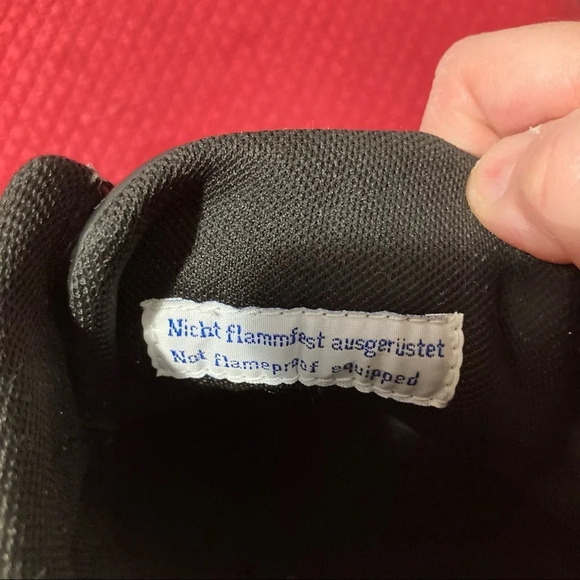 Nicht flammfest ausgerüstet
Not flameproof equipped